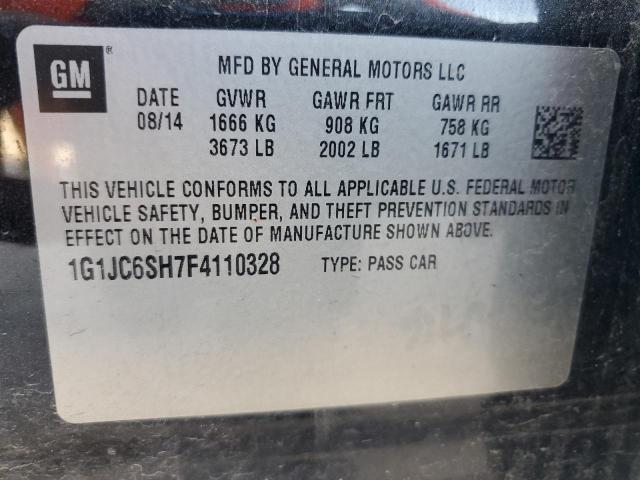 GM ®
MFD BY GENERAL MOTORS LLC
DATE GVWR GAWR FRT GAWR RR
08/14 1666 KG 908 KG 758 KG
3673 LB 2002 LB 1671 LB
THIS VEHICLE CONFORMS TO ALL APPLICABLE U.S. FEDERAL MOTOR
VEHICLE SAFETY, BUMPER, AND THEFT PREVENTION STANDARDS IN
EFFECT ON THE DATE OF MANUFACTURE SHOWN ABOVE.
1G1JC6SH7F4110328 TYPE: PASS CAR